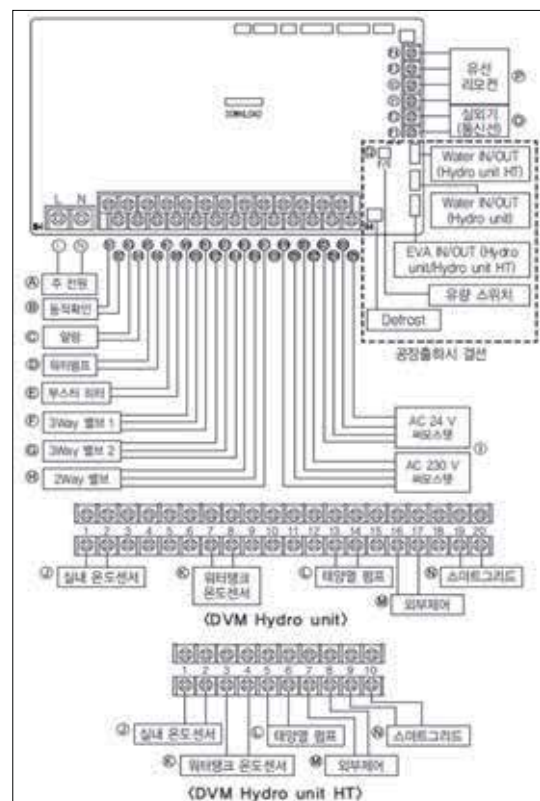 DOWNLOAD
L N
Ⓐ 주 전원
Ⓑ 동작확인
Ⓒ 알람
Ⓓ 워터펌프
Ⓔ 부스터 히터
Ⓕ 3Way 밸브 1
Ⓖ 3Way 밸브 2
Ⓗ 2Way 밸브
유선
리모컨
Ⓟ
실외기
(통신선)
Ⓞ
Water IN/OUT
(Hydro unit HT)
Water IN/OUT
(Hydro unit)
EVA IN/OUT (Hydro
unit/Hydro unit HT)
유량 스위치
Defrost
공장출하시 결선
AC 24 V
써모스탯
Ⓘ
AC 230 V
써모스탯
1 2 3 4 5 6 7 8 9 10 11 12 13 14 15 16 17 18 19 20
Ⓙ 실내 온도센서
Ⓚ 워터탱크
온도센서
Ⓛ 태양열 펌프
Ⓜ 외부제어
Ⓝ 스마트그리드
(DVM Hydro unit)
1 2 3 4 5 6 7 8 9 10
Ⓙ 실내 온도센서
Ⓛ 태양열 펌프
Ⓝ 스마트그리드
Ⓚ 워터탱크 온도센서
Ⓜ 외부제어
(DVM Hydro unit HT)